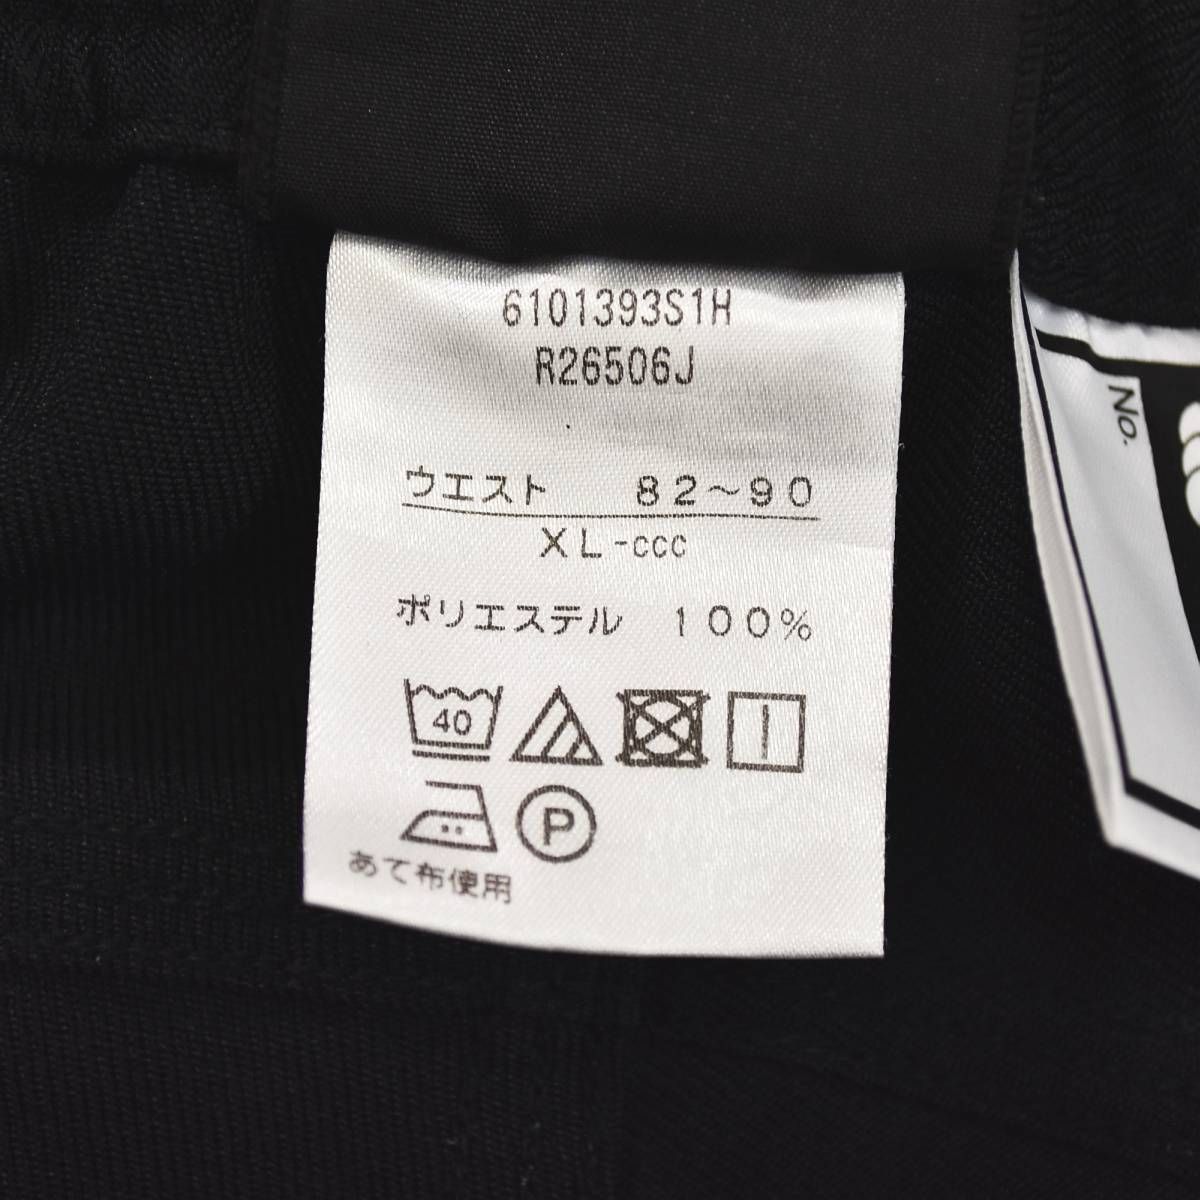 6101393S1H
R26506J
ウエスト 82～90
XL-ccc
ポリエステル 100%
40
P
あて布使用
No.